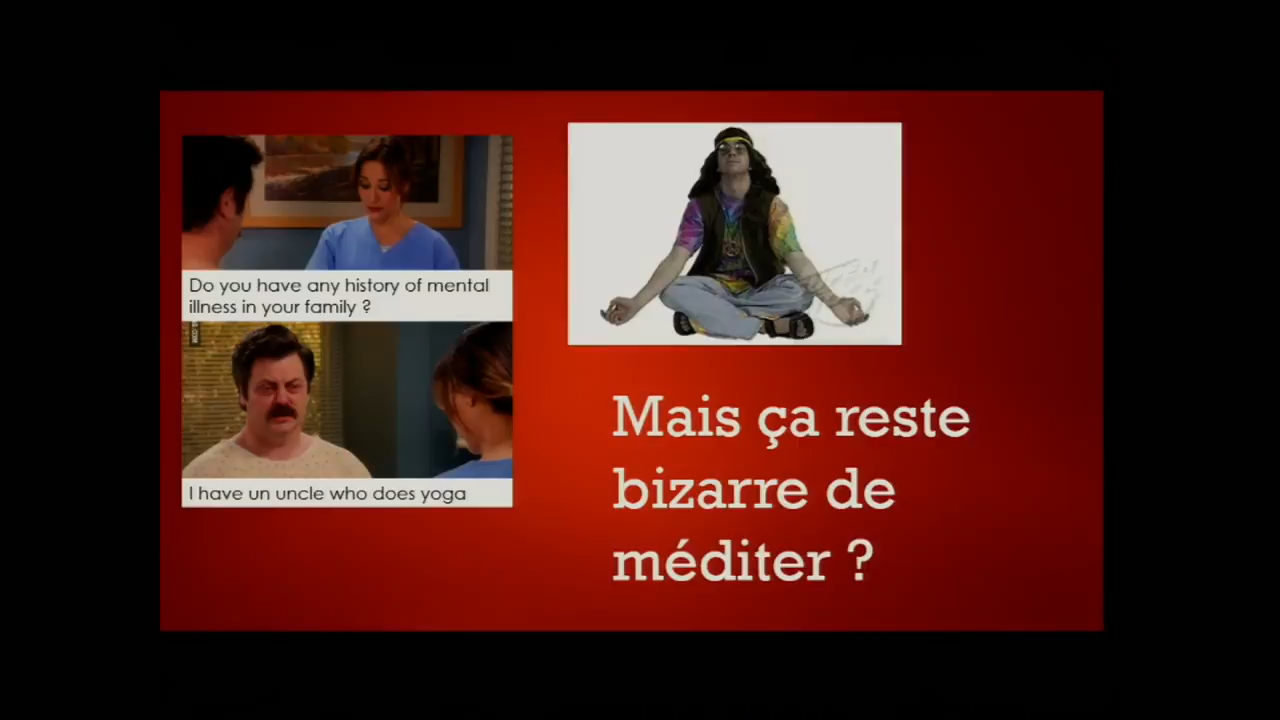 Do you have any history of mental
illness in your family ?
I have un uncle who does yoga
Mais ça reste
bizarre de
méditer ?